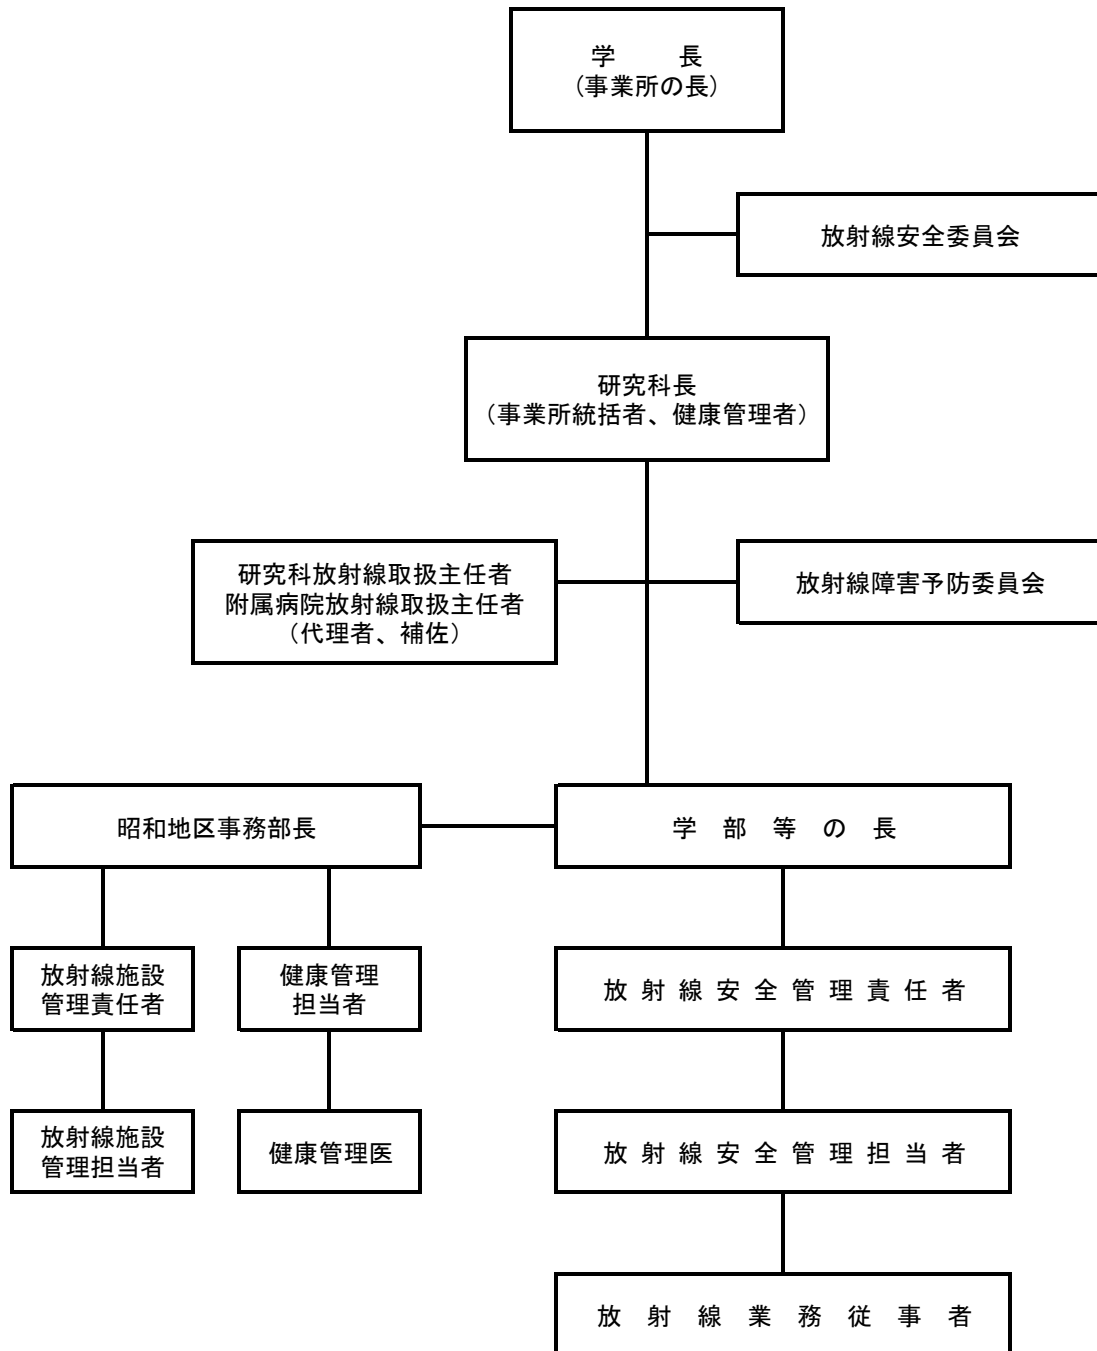 学　　長
（事業所の長）
放射線安全委員会
研究科長
（事業所統括者、健康管理者）
研究科放射線取扱主任者
附属病院放射線取扱主任者
（代理者、補佐）
放射線障害予防委員会
昭和地区事務部長
学　部　等　の　長
放射線施設
管理責任者
健康管理
担当者
放 射 線 安 全 管 理 責 任 者
放射線施設
管理担当者
健康管理医
放 射 線 安 全 管 理 担 当 者
放　射　線　業　務　従　事　者